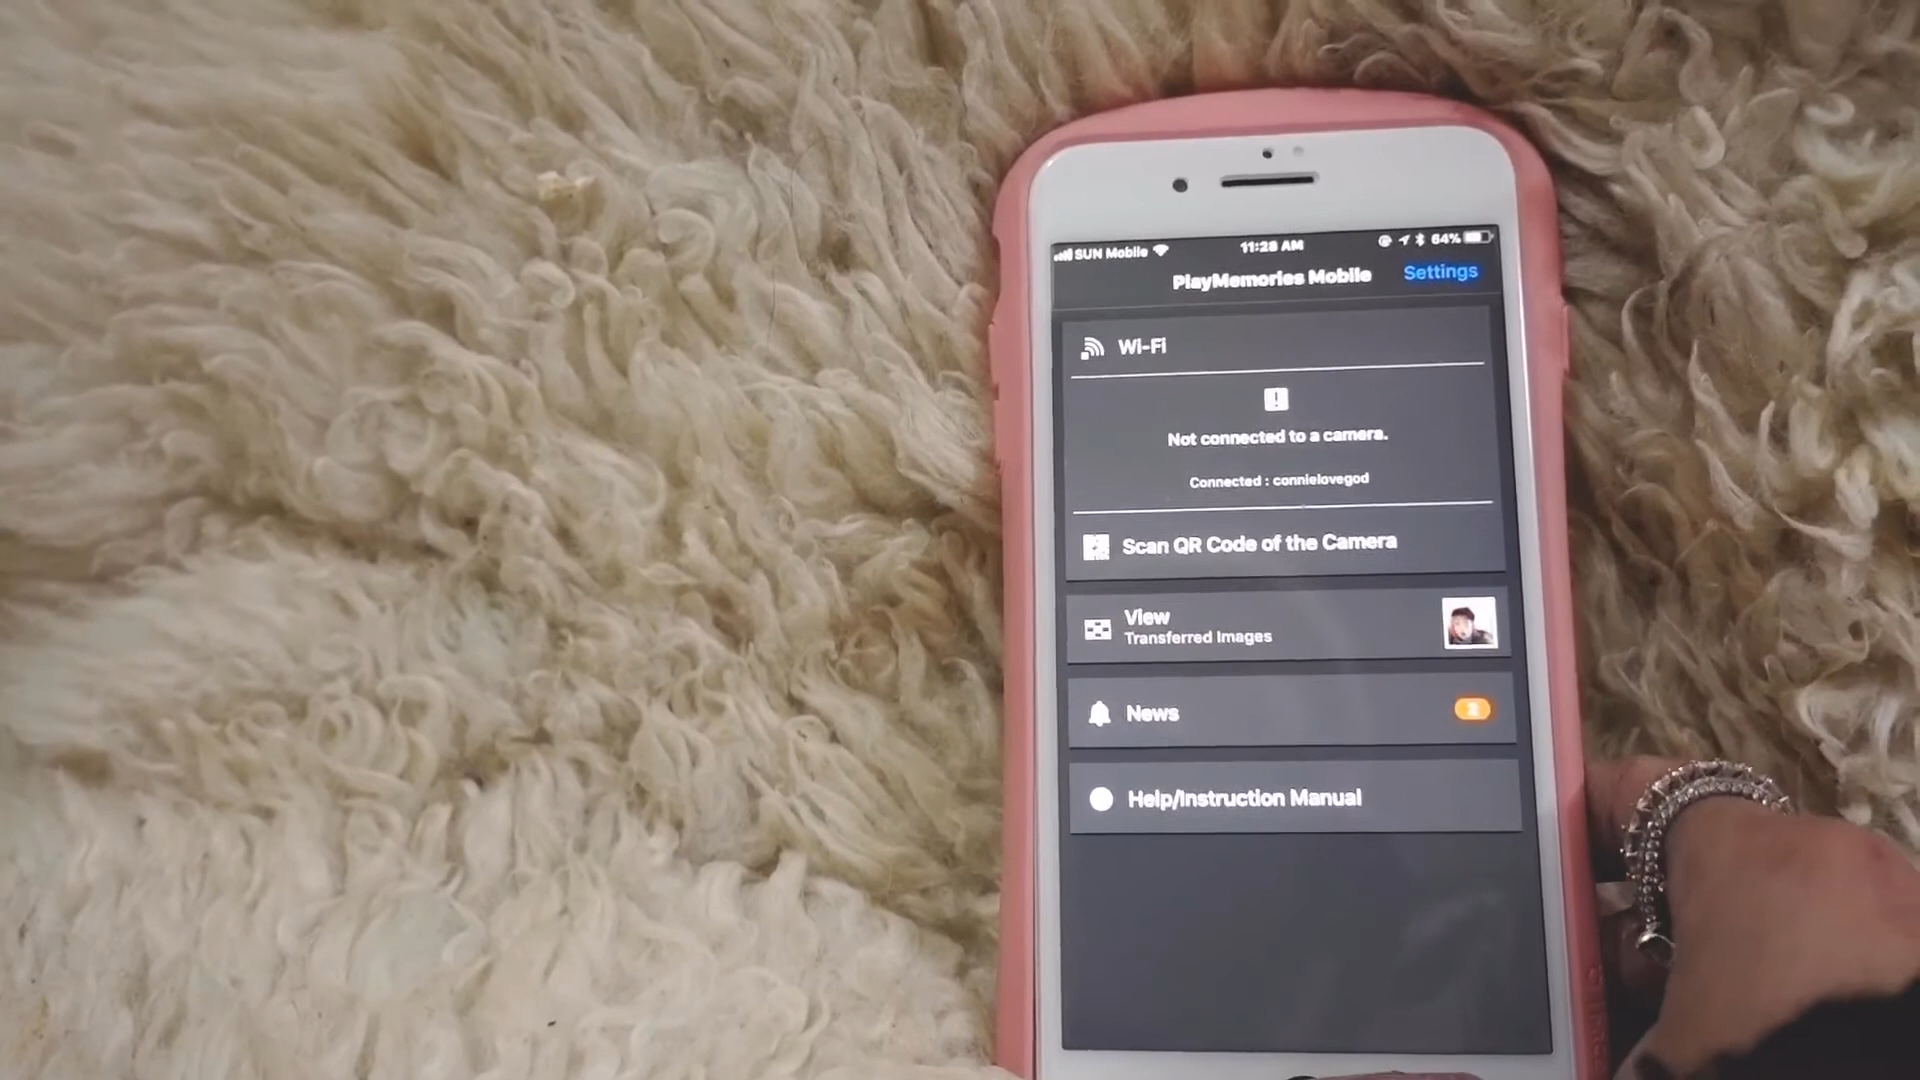 SUN Mobile 11:28 AM 64%
PlayMemories Mobile Settings
Wi-Fi
Not connected to a camera.
Connected : connielovegod
Scan QR Code of the Camera
View
Transferred Images
News 2
Help/Instruction Manual